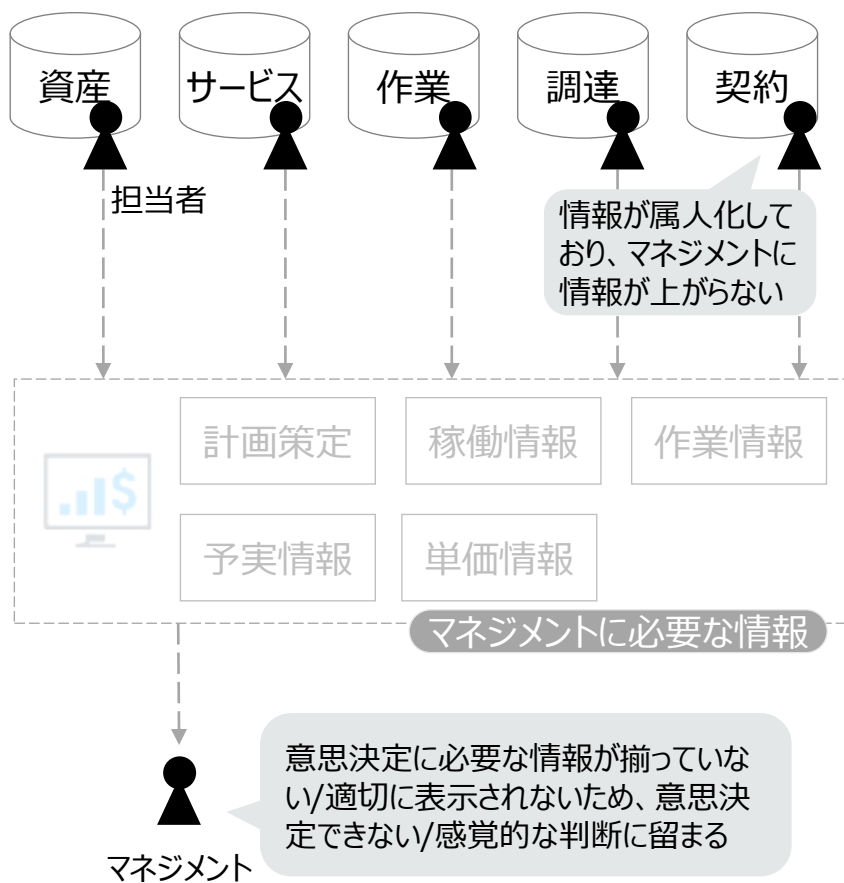 資産
サービス
作業
調達
契約
担当者
情報が属人化して
おり、マネジメントに
情報が上がらない
計画策定
稼働情報
作業情報
$
予実情報
単価情報
マネジメントに必要な情報
意思決定に必要な情報が揃っていな
い/適切に表示されないため、意思決
定できない/感覚的な判断に留まる
マネジメント